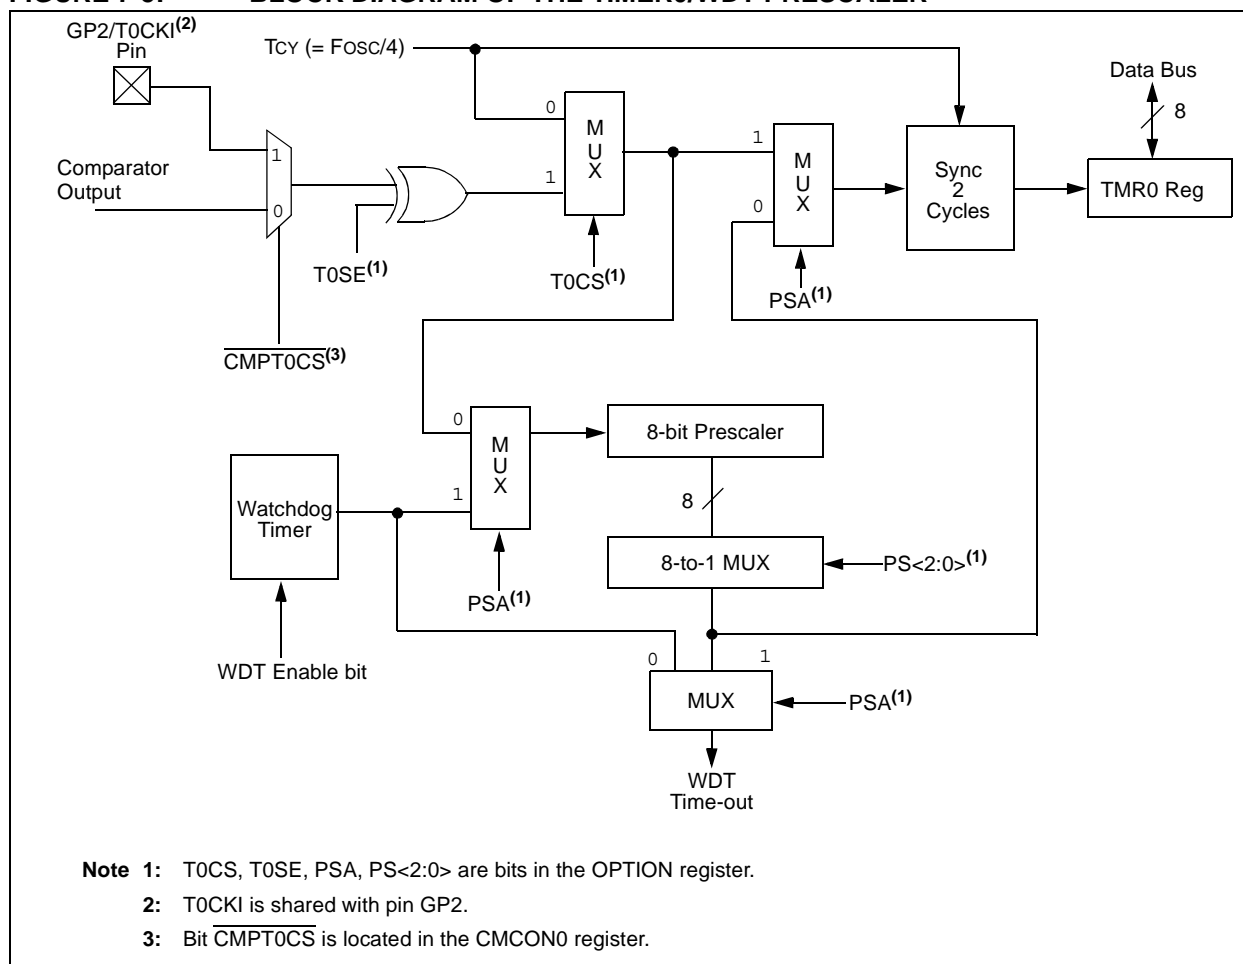 GP2/T0CKI(2)
Pin
TCY (= FOSC/4)
Data Bus
8
0
M
U
X
1
1
M
U
X
0
1
0
Comparator
Output
Sync
2
Cycles
TMR0 Reg
T0SE(1)
T0CS(1)
PSA(1)
CMPT0CS(3)
0
M
U
X
1
8-bit Prescaler
Watchdog
Timer
8
8-to-1 MUX
PS<2:0>(1)
PSA(1)
WDT Enable bit
0
1
MUX
PSA(1)
WDT
Time-out
Note 1: T0CS, T0SE, PSA, PS<2:0> are bits in the OPTION register.
2: T0CKI is shared with pin GP2.
3: Bit CMPT0CS is located in the CMCON0 register.